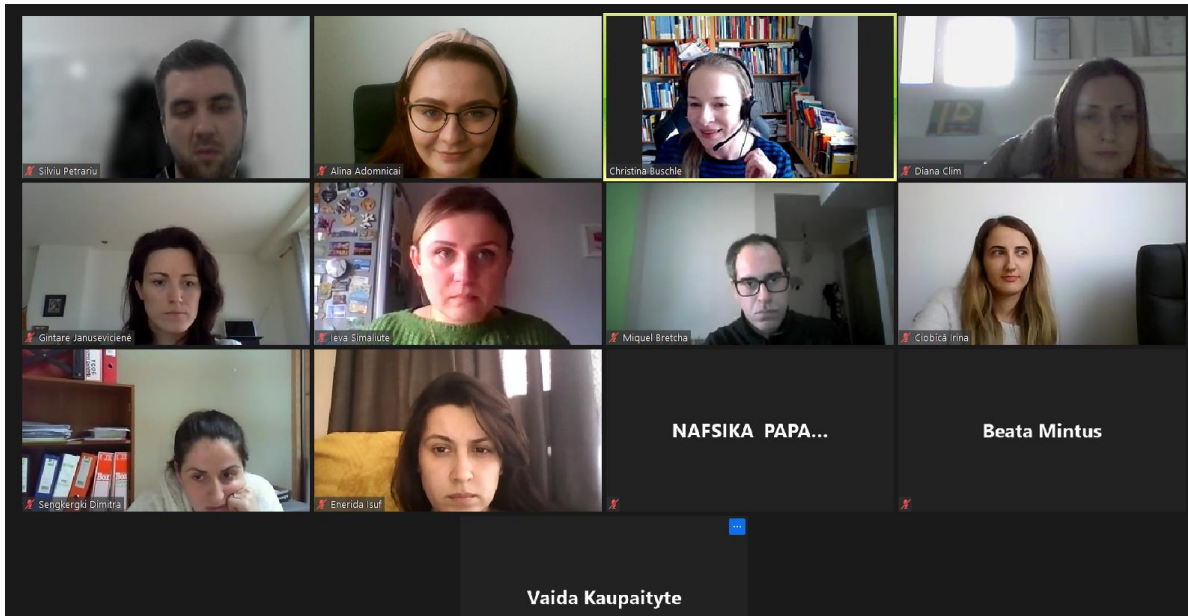 Silviu Petrariu
Alina Adomnicai
Christina Buschle
Diana Clim
Gintare Janusevicienė
Ieva Simaliute
Miquel Bretcha
Ciobică Irina
Sengkergki Dimitra
Enerida Isuf
NAFSIKA PAPA...
Beata Mintus
Vaida Kaupaityte